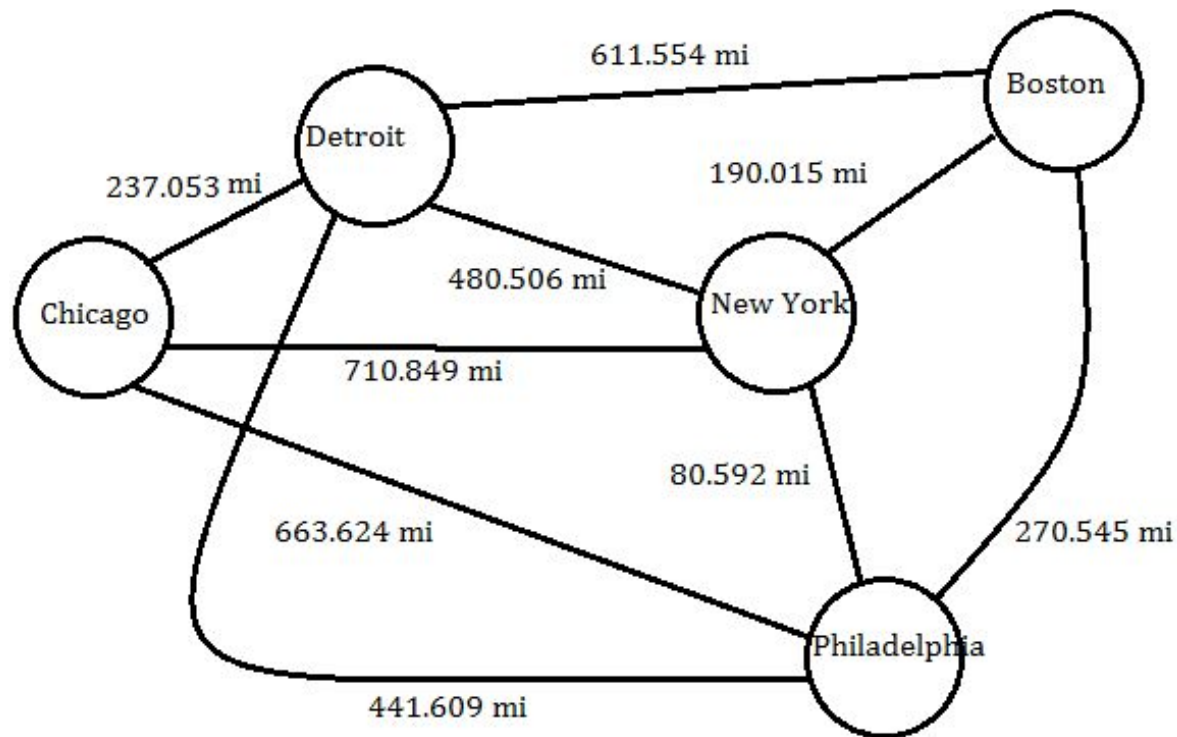 611.554 mi
Boston
Detroit
237.053 mi
190.015 mi
480.506 mi
New York
Chicago
710.849 mi
80.592 mi
663.624 mi
270.545 mi
Philadelphia
441.609 mi